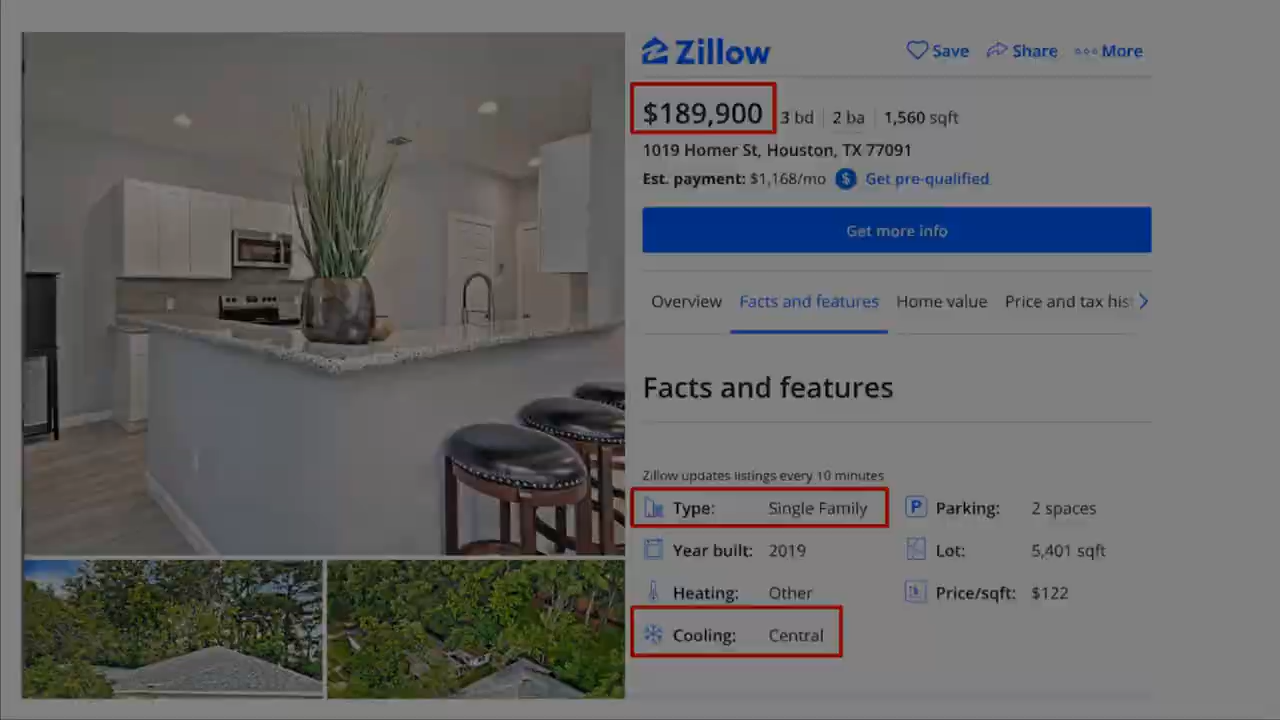 Zillow
Save Share More
$189,900 3 bd 2 ba 1,560 sqft
1019 Homer St, Houston, TX 77091
Est. payment: $1,168/mo $ Get pre-qualified
Get more info
Overview Facts and features Home value Price and tax his
Facts and features
Zillow updates listings every 10 minutes
Type: Single Family P Parking: 2 spaces
Year built: 2019 Lot: 5,401 sqft
Heating: Other Price/sqft: $122
Cooling: Central